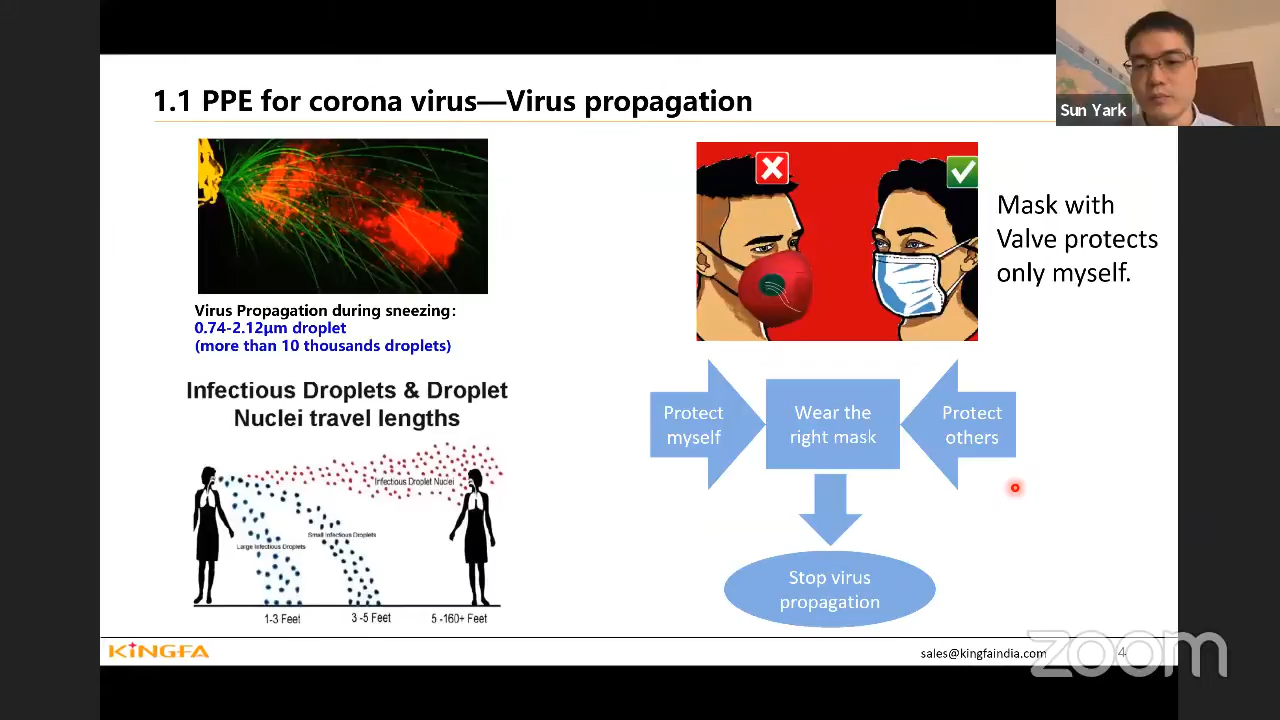 1.1 PPE for corona virus—Virus propagation
Sun Yark
Virus Propagation during sneezing:
0.74-2.12μm droplet
(more than 10 thousands droplets)
Mask with
Valve protects
only myself.
Infectious Droplets & Droplet
Nuclei travel lengths
Infectious Droplet Nuclei
Small Infectious Droplets
Large Infectious Droplets
1-3 Feet
3 -5 Feet
5 -160+ Feet
Protect
myself
Wear the
right mask
Protect
others
Stop virus
propagation
KINGFA
sales@kingfaindia.com
4
zoom